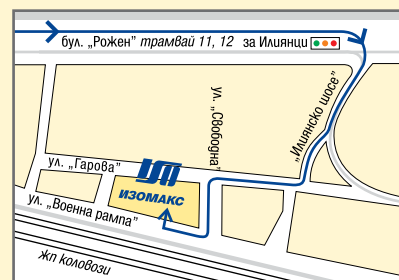 бул. „Рожен” трамвай 11, 12 за Илиянци
„Илиянско шосе”
ул. „Свободна”
ул. „Гарова”
ИЗОМАКС
ул. „Военна рампа”
жп коловози